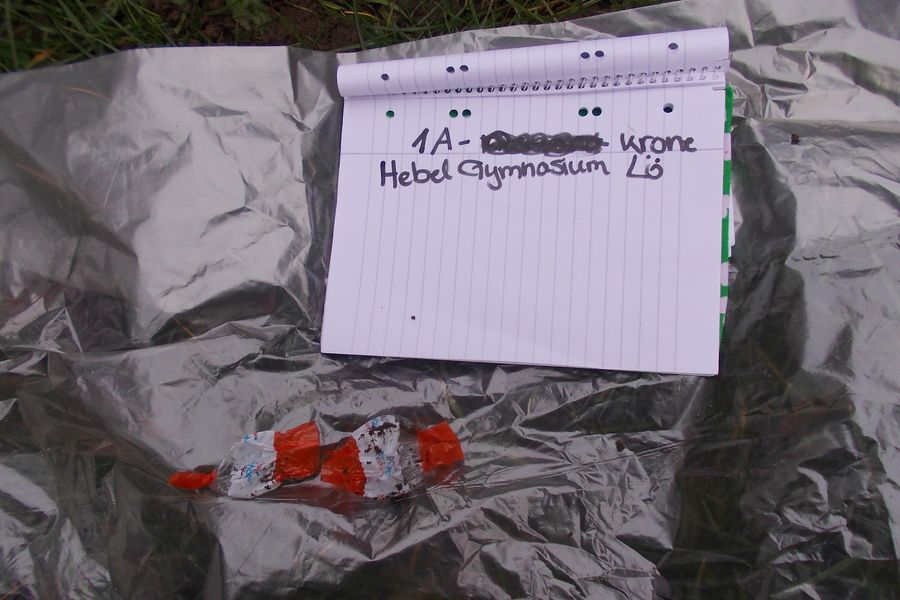 1A- Krone
Hebel Gymnasium Lö